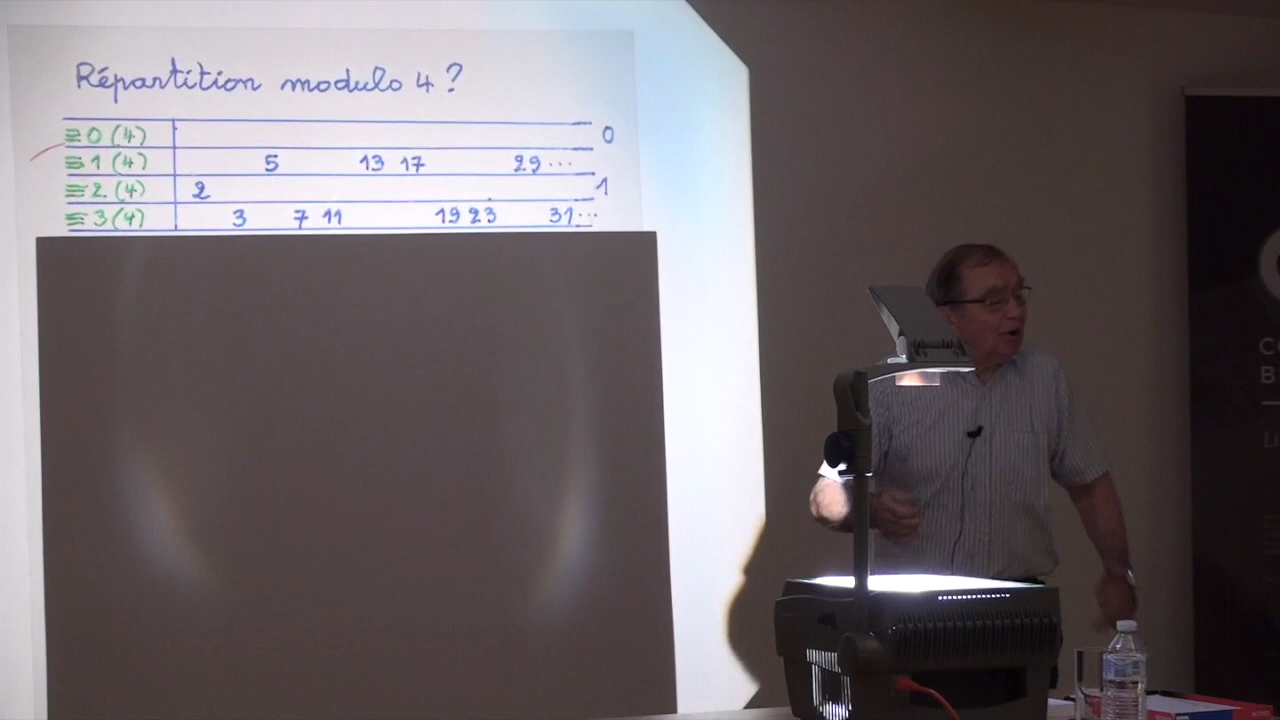 Répartition modulo 4 ?
≡ 0 (4) 0
≡ 1 (4) 5 13 17 29 ...
≡ 2 (4) 2 1
≡ 3 (4) 3 7 11 19 23 31 ...